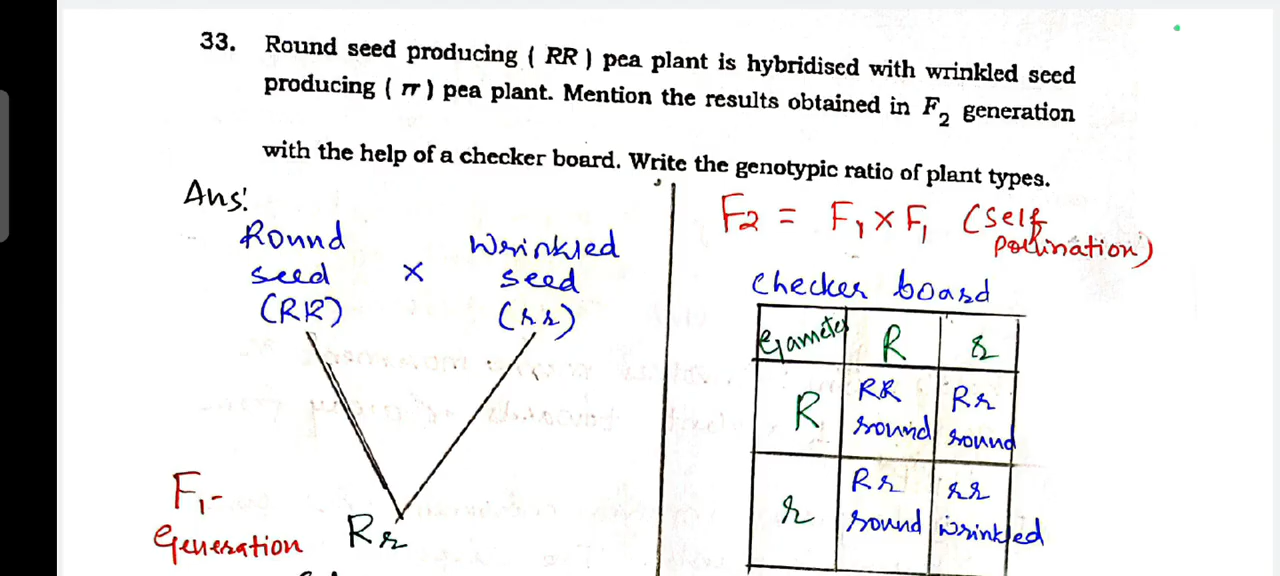 33. Round seed producing ( RR ) pea plant is hybridised with wrinkled seed
producing ( rr ) pea plant. Mention the results obtained in F2 generation
with the help of a checker board. Write the genotypic ratio of plant types.
Ans:
Round seed (RR) × Wrinkled seed (rr)
F1- Generation Rr
F2 = F1 × F1 (Self pollination)
Checker board
Gametes R r
R RR round Rr round
r Rr round rr wrinkled